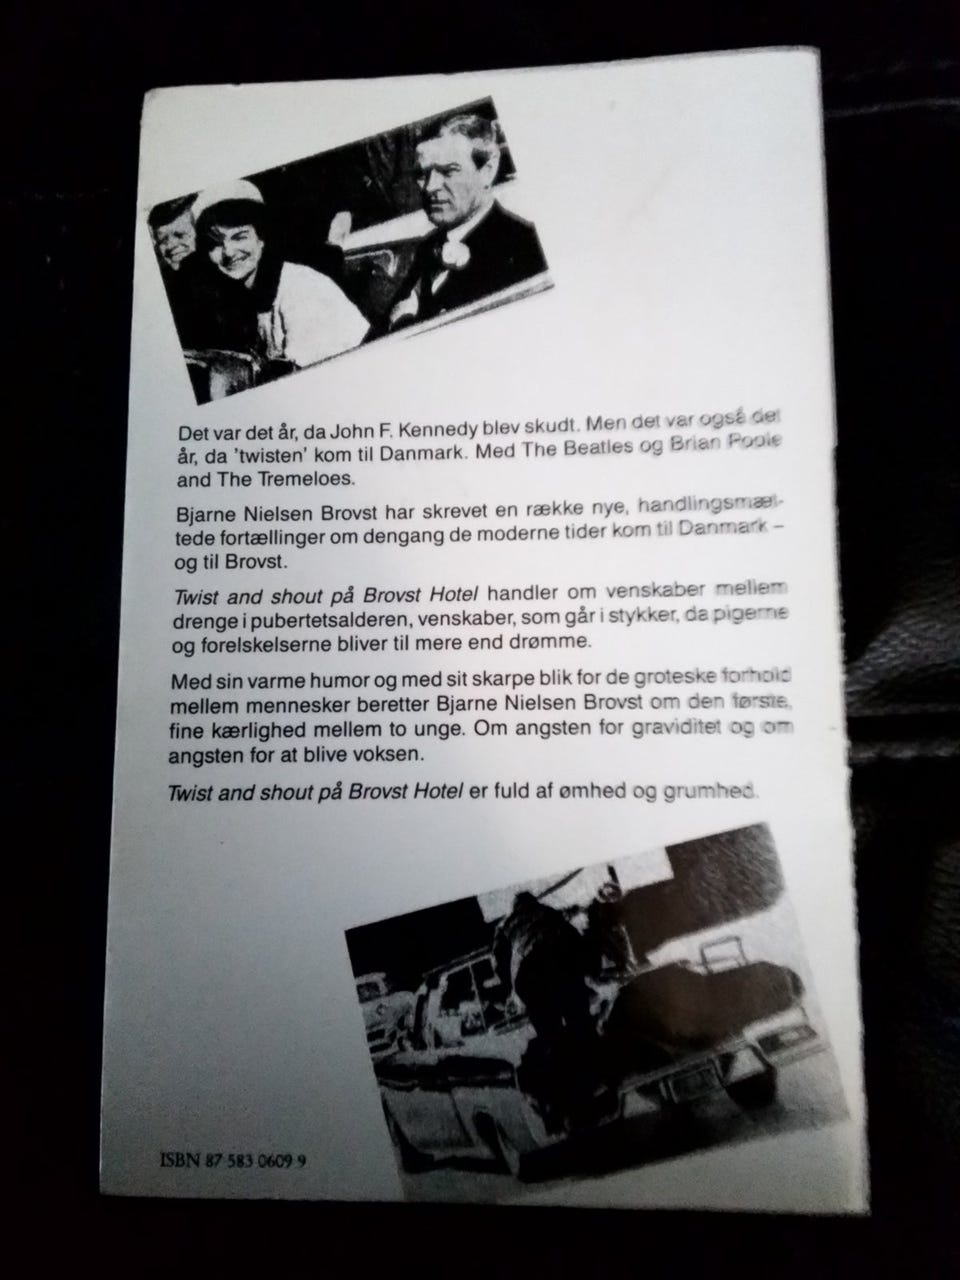 Det var det år, da John F. Kennedy blev skudt. Men det var også det
år, da 'twisten' kom til Danmark. Med The Beatles og Brian Poole
and The Tremeloes.
Bjarne Nielsen Brovst har skrevet en række nye, handlingsmæt-
tede fortællinger om dengang de moderne tider kom til Danmark –
og til Brovst.
Twist and shout på Brovst Hotel handler om venskaber mellem
drenge i pubertetsalderen, venskaber, som går i stykker, da pigerne
og forelskelserne bliver til mere end drømme.
Med sin varme humor og med sit skarpe blik for de groteske forhold
mellem mennesker beretter Bjarne Nielsen Brovst om den første,
fine kærlighed mellem to unge. Om angsten for graviditet og om
angsten for at blive voksen.
Twist and shout på Brovst Hotel er fuld af ømhed og grumhed.
ISBN 87 583 0609 9